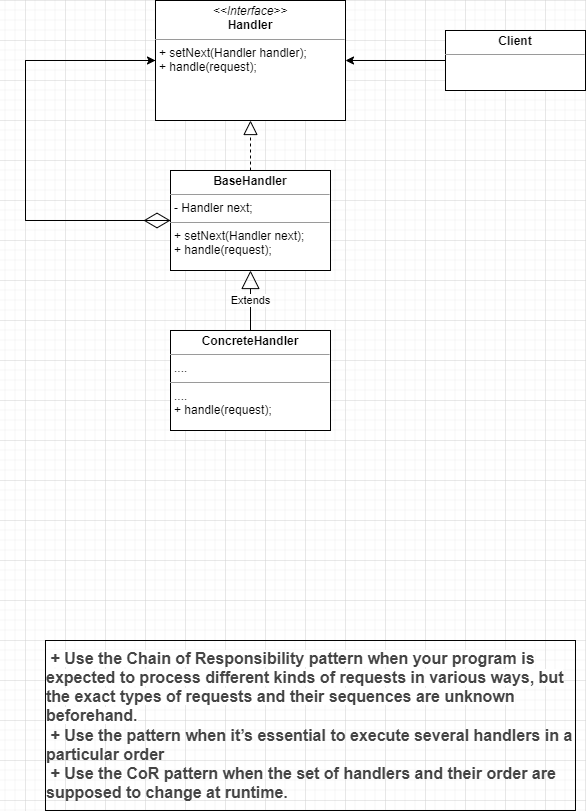 <<Interface>>
Handler
+ setNext(Handler handler);
+ handle(request);
Client
BaseHandler
- Handler next;
+ setNext(Handler next);
+ handle(request);
Extends
ConcreteHandler
....
....
+ handle(request);
+ Use the Chain of Responsibility pattern when your program is
expected to process different kinds of requests in various ways, but
the exact types of requests and their sequences are unknown
beforehand.
+ Use the pattern when it’s essential to execute several handlers in a
particular order
+ Use the CoR pattern when the set of handlers and their order are
supposed to change at runtime.